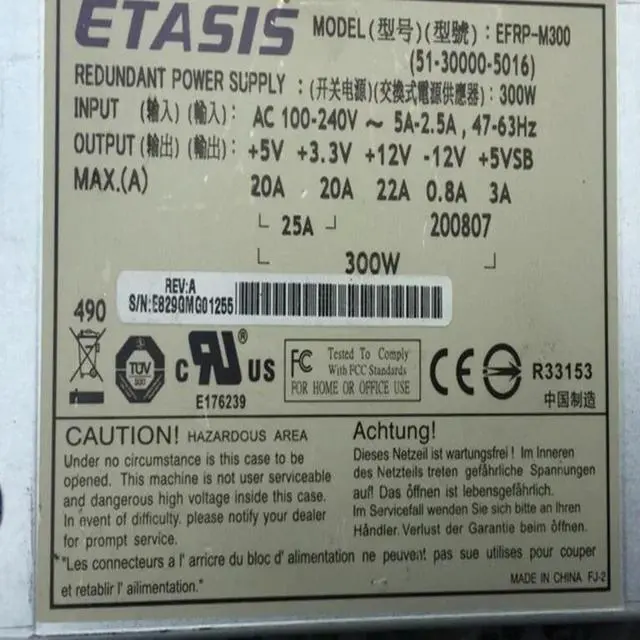 ETASIS MODEL(型号)(型號) : EFRP-M300
(51-30000-5016)
REDUNDANT POWER SUPPLY : (开关电源)(交換式電源供應器) : 300W
INPUT (輸入) (輸入) : AC 100-240V ~ 5A-2.5A , 47-63Hz
OUTPUT (輸出) (輸出) : +5V +3.3V +12V -12V +5VSB
MAX.(A) 20A 20A 22A 0.8A 3A
25A 200807
300W
REV:A
S/N:E829QMG01255
490
TUV
c RU US ®
E176239
FC Tested To Comply
With FCC Standards
FOR HOME OR OFFICE USE
CE
R33153
中国制造
CAUTION! HAZARDOUS AREA
Under no circumstance is this case to be
opened. This machine is not user serviceable
and dangerous high voltage inside this case.
In event of difficulty. please notify your dealer
for prompt service.
Achtung!
Dieses Netzeil ist wartungsfrei ! Im Inneren
des Netzteils treten gefährliche Spannungen
auf! Das öffnen ist lebensgefährlich.
Im Servicefall wenden Sie sich bitte an Ihren
Händler. Verlust der Garantie beim öffnen.
"Les connecteurs a l' arricre du bloc d' alimentation ne peuvent pas sue utilises pour couper
et retablir l' ailimentation."
MADE IN CHINA FJ-2